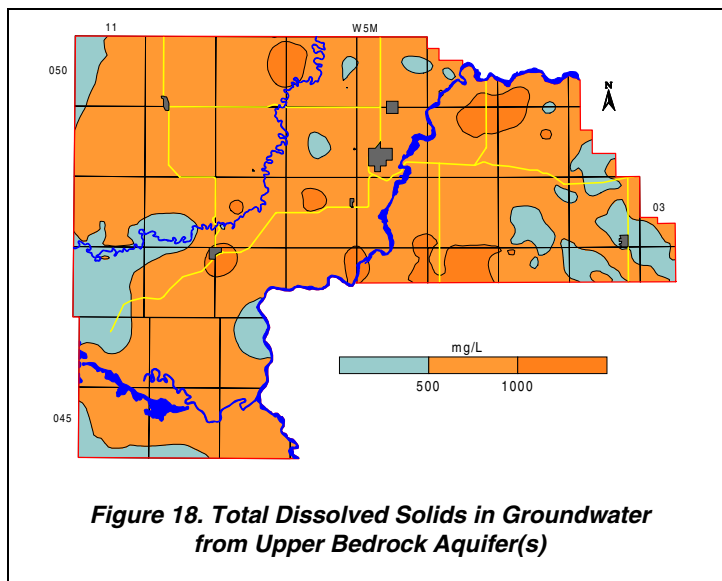 11
W5M
050
N
03
mg/L
500
1000
045
Figure 18. Total Dissolved Solids in Groundwater
from Upper Bedrock Aquifer(s)